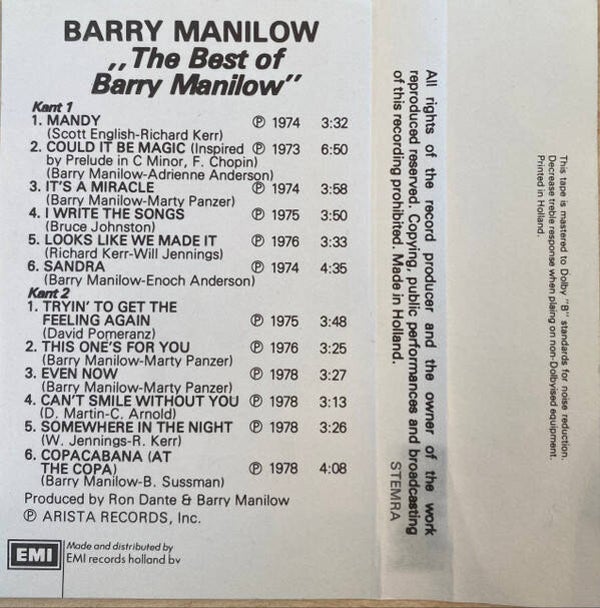 BARRY MANILOW
,,The Best of
Barry Manilow"
Kant 1
1. MANDY ℗ 1974 3:32
(Scott English-Richard Kerr)
2. COULD IT BE MAGIC (Inspired ℗ 1973 6:50
by Prelude in C Minor, F. Chopin)
(Barry Manilow-Adrienne Anderson)
3. IT'S A MIRACLE ℗ 1974 3:58
(Barry Manilow-Marty Panzer)
4. I WRITE THE SONGS ℗ 1975 3:50
(Bruce Johnston)
5. LOOKS LIKE WE MADE IT ℗ 1976 3:33
(Richard Kerr-Will Jennings)
6. SANDRA ℗ 1974 4:35
(Barry Manilow-Enoch Anderson)
Kant 2
1. TRYIN' TO GET THE
FEELING AGAIN ℗ 1975 3:48
(David Pomeranz)
2. THIS ONE'S FOR YOU ℗ 1976 3:25
(Barry Manilow-Marty Panzer)
3. EVEN NOW ℗ 1978 3:27
(Barry Manilow-Marty Panzer)
4. CAN'T SMILE WITHOUT YOU ℗ 1978 3:13
(D. Martin-C. Arnold)
5. SOMEWHERE IN THE NIGHT ℗ 1978 3:26
(W. Jennings-R. Kerr)
6. COPACABANA (AT
THE COPA) ℗ 1978 4:08
(Barry Manilow-B. Sussman)
Produced by Ron Dante & Barry Manilow
℗ ARISTA RECORDS, Inc.
EMI
Made and distributed by
EMI records holland bv
All rights of the record producer and the owner of the work
reproduced reserved. Copying, public performances and broadcasting
of this recording prohibited. Made in Holland.
STEMRA
This tape is mastered to Dolby "B" standards for noise reduction.
Decrease treble response when plaing on non-Dolbyised equipment.
Printed in Holland.